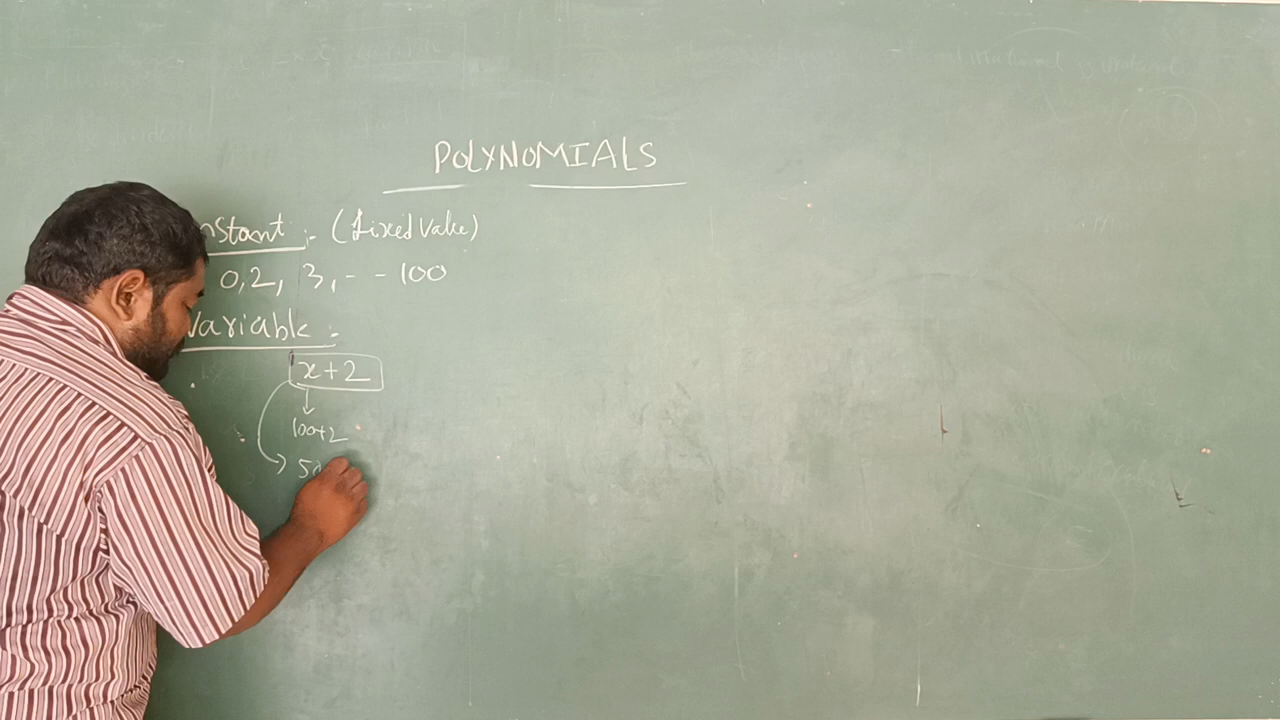 POLYNOMIALS
nstant :- (fixed value)
0,2, 3, - - 100
Variable :-
x+2
100+2